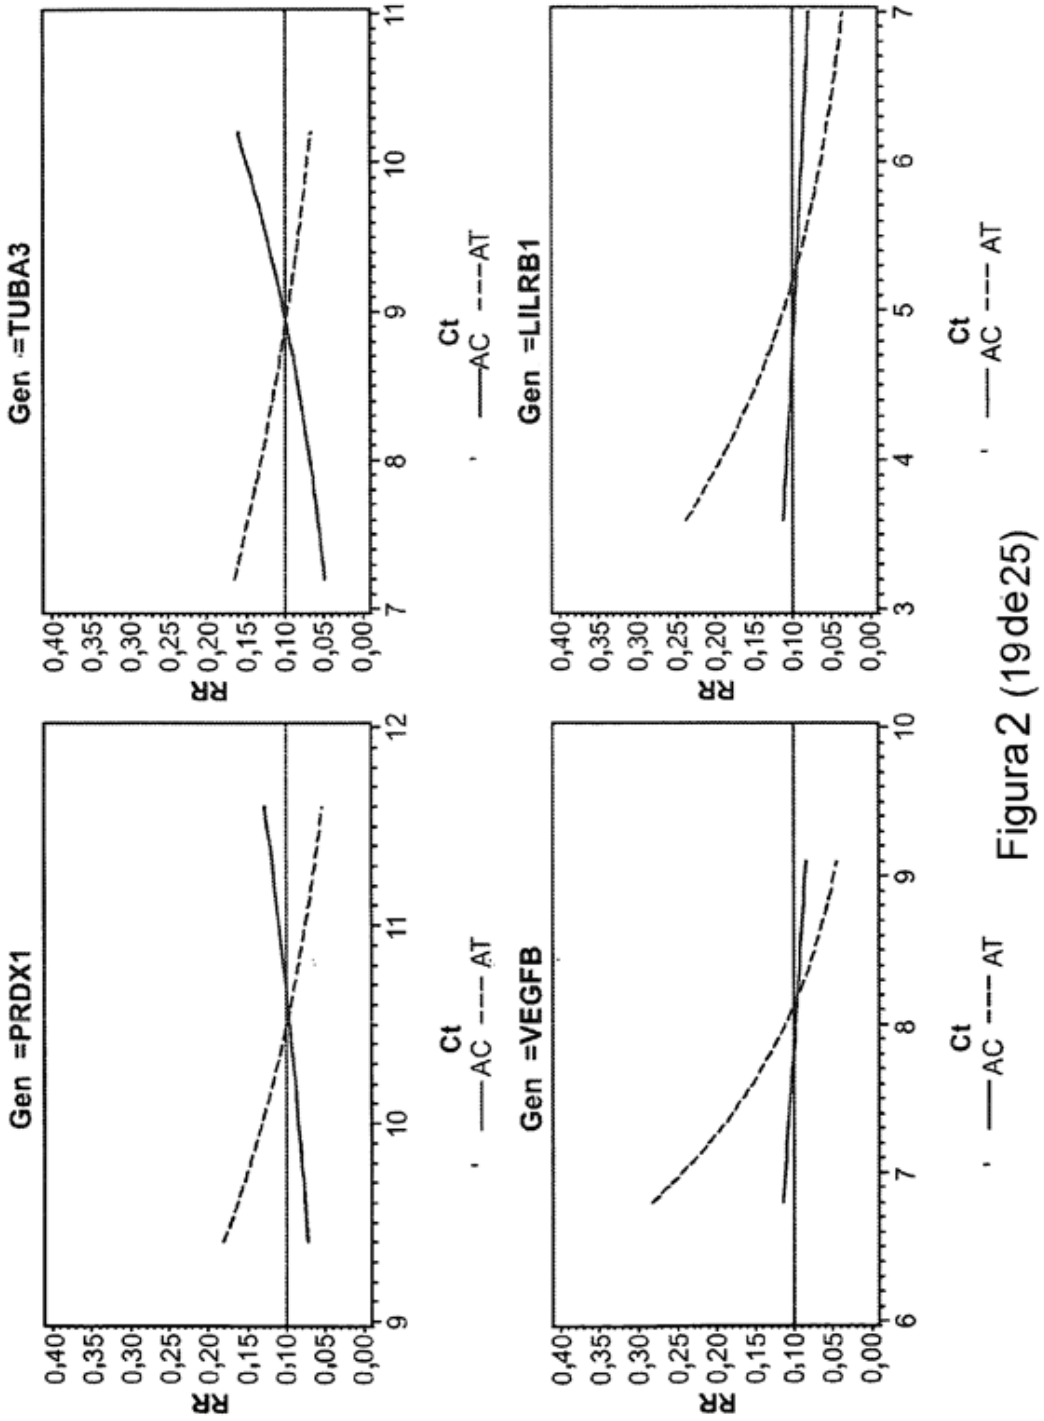 Gen =PRDX1
RR
0,40
0,35
0,30
0,25
0,20
0,15
0,10
0,05
0,00
9 10 11 12
Ct
AC AT
Gen =TUBA3
RR
0,40
0,35
0,30
0,25
0,20
0,15
0,10
0,05
0,00
7 8 9 10 11
Ct
AC AT
Gen =VEGFB
RR
0,40
0,35
0,30
0,25
0,20
0,15
0,10
0,05
0,00
6 7 8 9 10
Ct
AC AT
Gen =LILRB1
RR
0,40
0,35
0,30
0,25
0,20
0,15
0,10
0,05
0,00
3 4 5 6 7
Ct
AC AT
Figura2 (19de25)